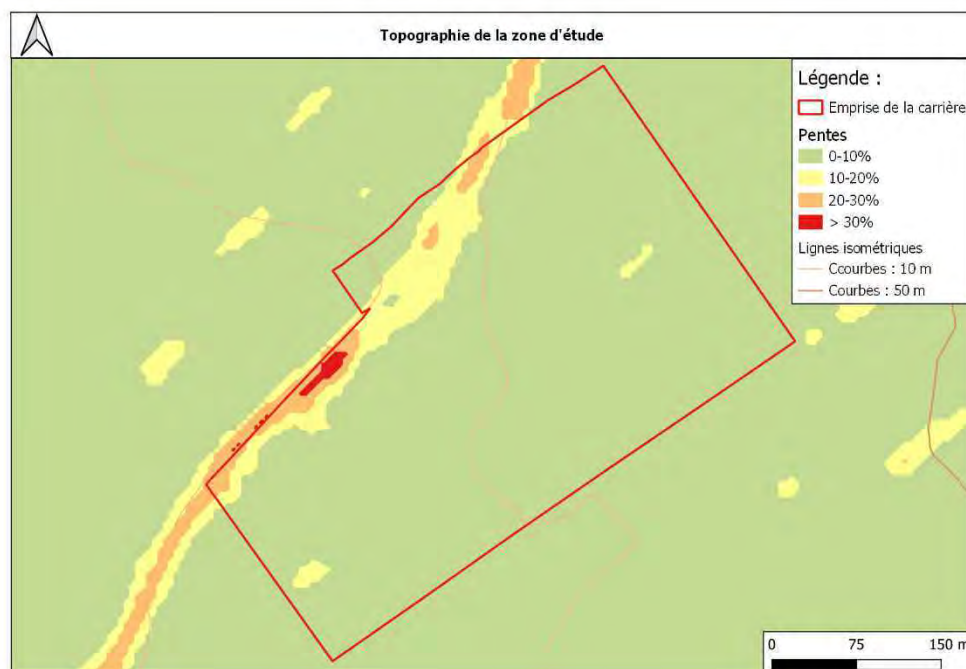 Topographie de la zone d'étude
Légende :
Emprise de la carrière
Pentes
0-10%
10-20%
20-30%
> 30%
Lignes isométriques
Ccourbes : 10 m
Courbes : 50 m
0 75 150 m